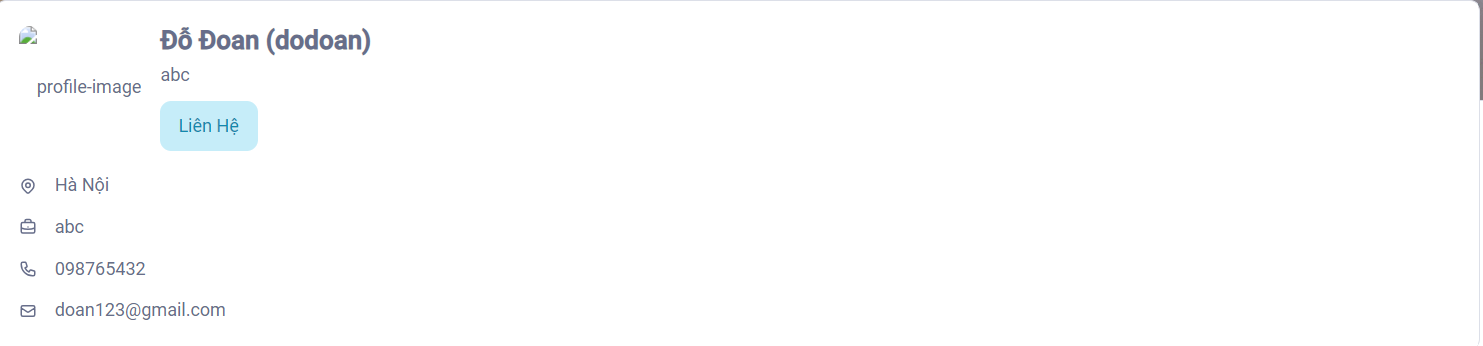 Đỗ Đoan (dodoan)
abc
profile-image
Liên Hệ
Hà Nội
abc
098765432
doan123@gmail.com